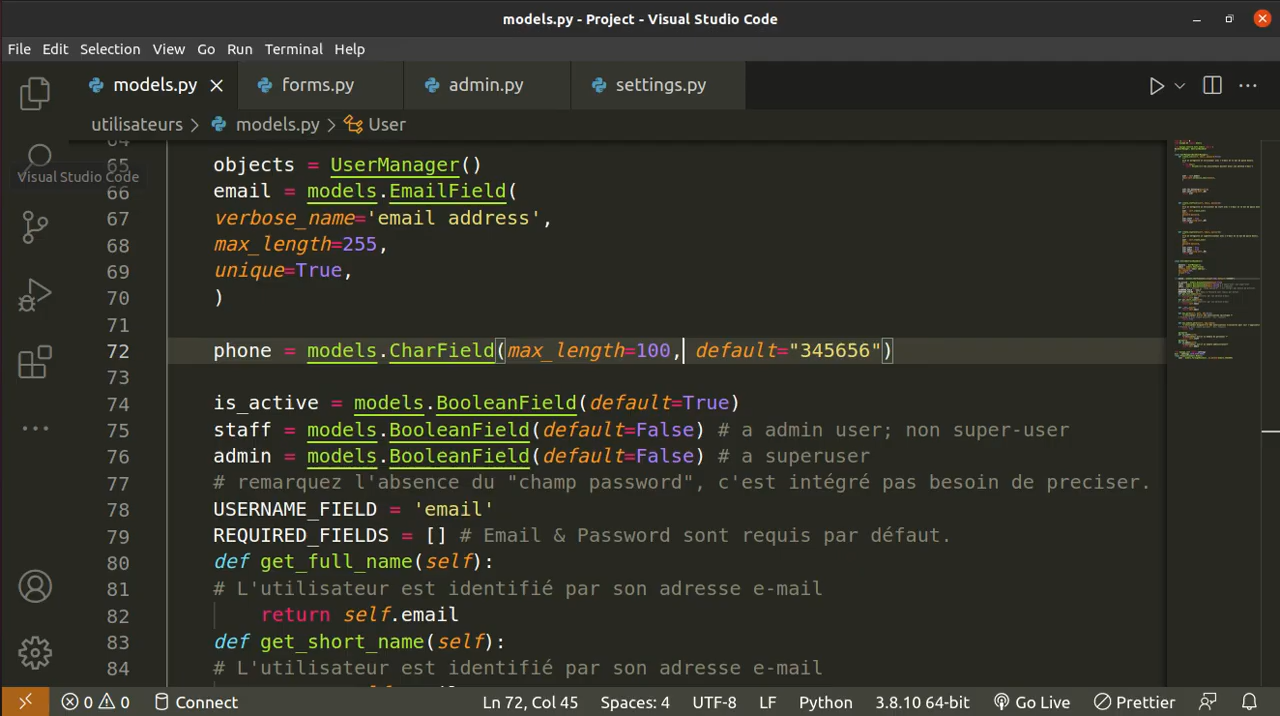 models.py - Project - Visual Studio Code
File Edit Selection View Go Run Terminal Help
models.py forms.py admin.py settings.py
utilisateurs > models.py > User
64
65 objects = UserManager()
Visual Studio Code
66 email = models.EmailField(
67 verbose_name='email address',
68 max_length=255,
69 unique=True,
70 )
71
72 phone = models.CharField(max_length=100, default="345656")
73
74 is_active = models.BooleanField(default=True)
75 staff = models.BooleanField(default=False) # a admin user; non super-user
76 admin = models.BooleanField(default=False) # a superuser
77 # remarquez l'absence du "champ password", c'est intégré pas besoin de preciser.
78 USERNAME_FIELD = 'email'
79 REQUIRED_FIELDS = [] # Email & Password sont requis par défaut.
80 def get_full_name(self):
81 # L'utilisateur est identifié par son adresse e-mail
82 return self.email
83 def get_short_name(self):
84 # L'utilisateur est identifié par son adresse e-mail
0 0 Connect Ln 72, Col 45 Spaces: 4 UTF-8 LF Python 3.8.10 64-bit Go Live Prettier